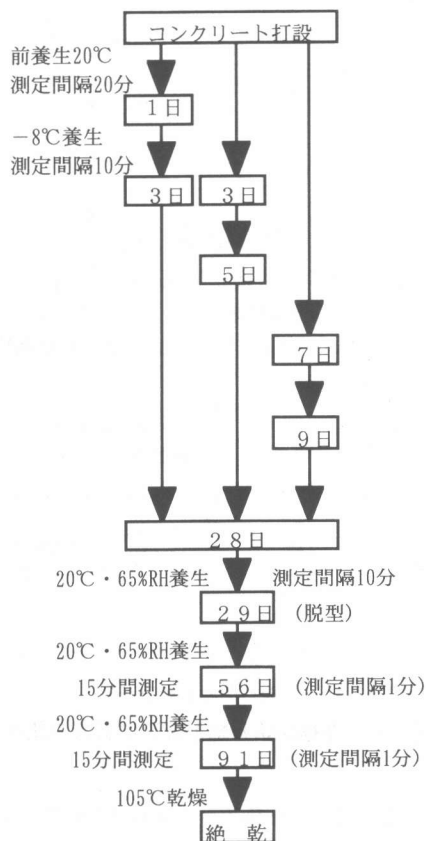 コンクリート打設
前養生20℃
測定間隔20分
1日
−8℃養生
測定間隔10分
3日 3日
5日
7日
9日
28日
20℃・65%RH養生 測定間隔10分
29日 (脱型)
20℃・65%RH養生
15分間測定 56日 (測定間隔1分)
20℃・65%RH養生
15分間測定 91日 (測定間隔1分)
105℃乾燥
絶 乾